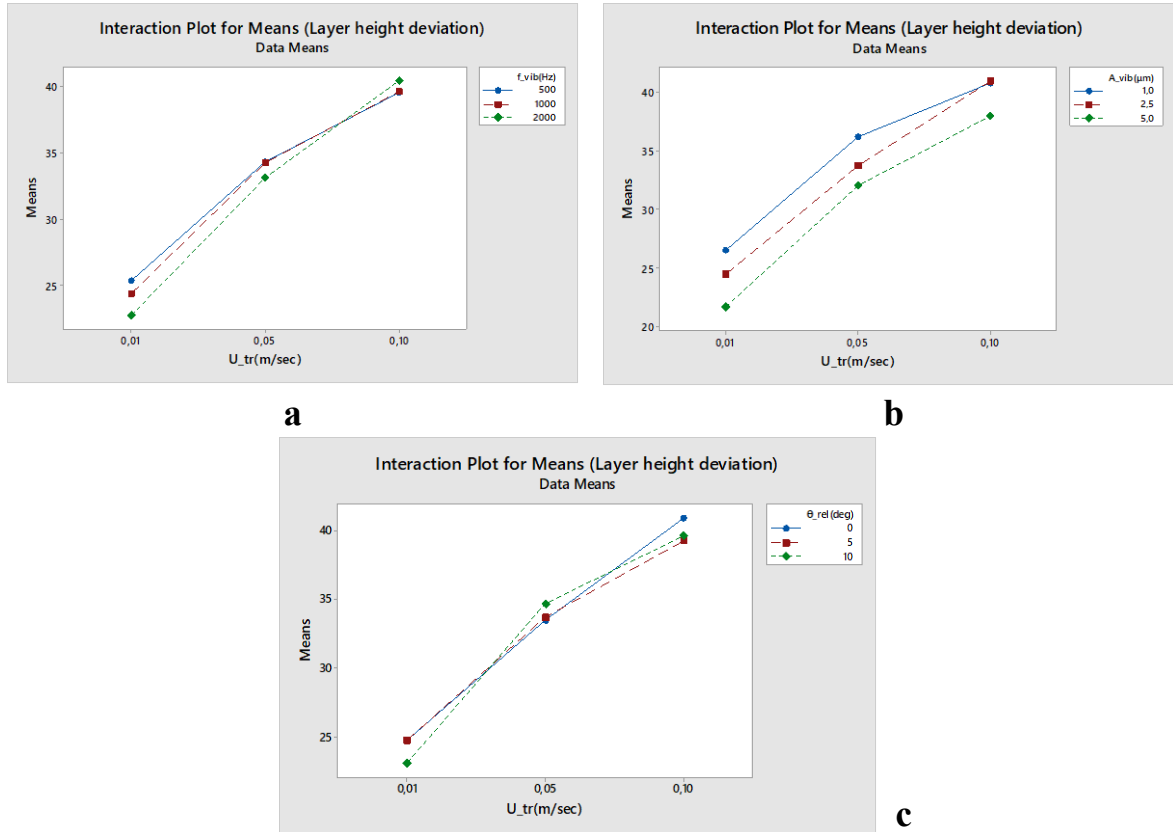 Interaction Plot for Means (Layer height deviation)
Data Means
f_vib(Hz)
500
1000
2000
Means
40
35
30
25
0,01
0,05
0,10
U_tr(m/sec)
a
Interaction Plot for Means (Layer height deviation)
Data Means
A_vib(μm)
1,0
2,5
5,0
Means
40
35
30
25
20
0,01
0,05
0,10
U_tr(m/sec)
b
Interaction Plot for Means (Layer height deviation)
Data Means
θ_rel(deg)
0
5
10
Means
40
35
30
25
0,01
0,05
0,10
U_tr(m/sec)
c